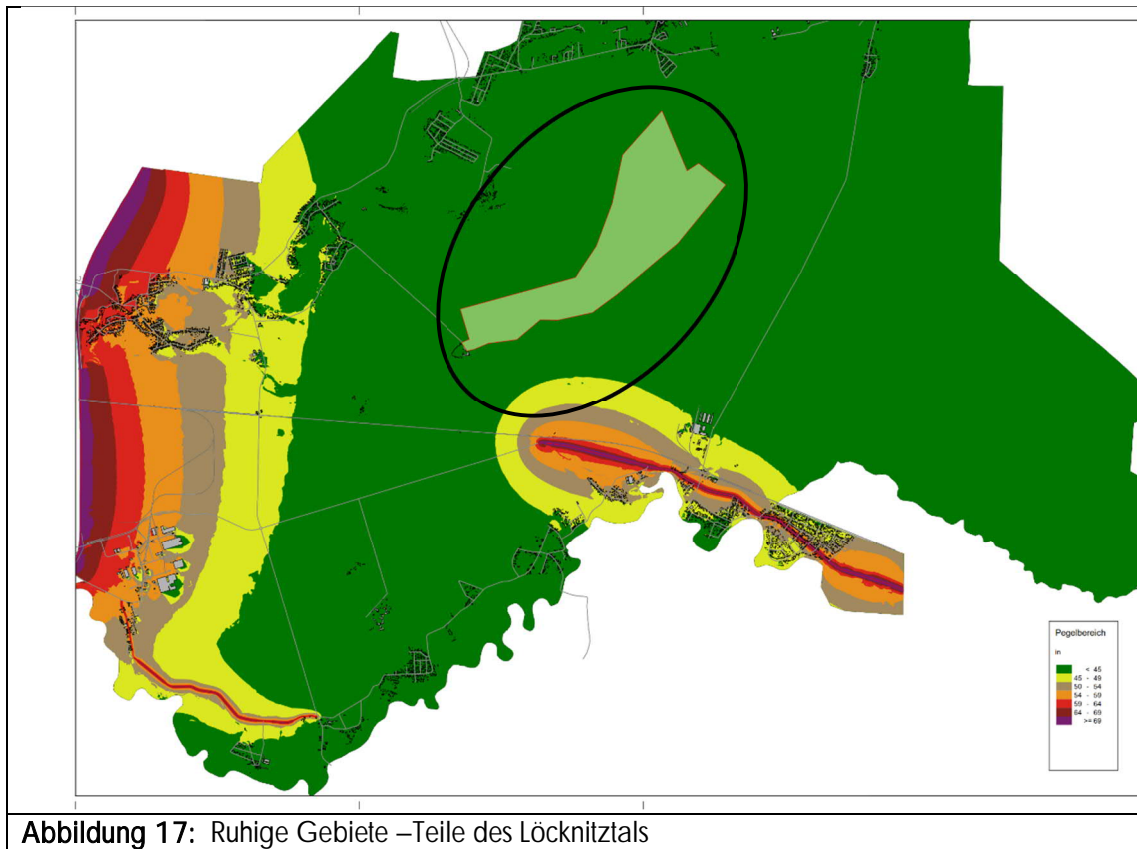 Pegelbereich
in
< 45
45 - 49
50 - 54
54 - 59
59 - 64
64 - 69
>= 69
Abbildung 17: Ruhige Gebiete –Teile des Löcknitztals